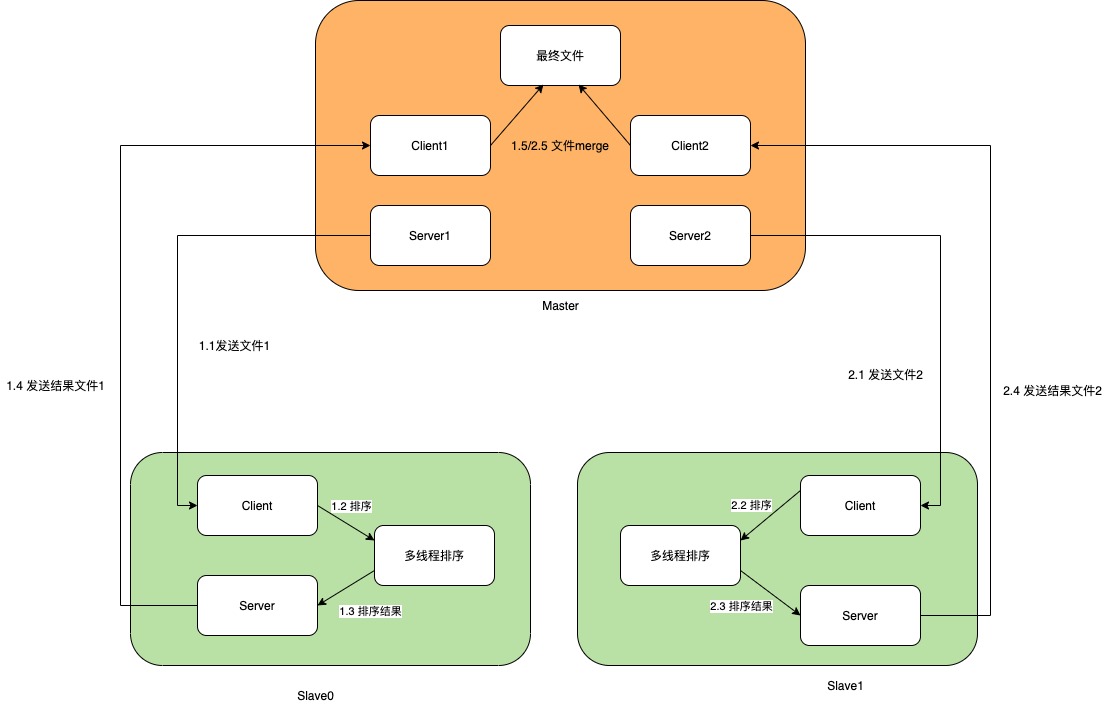 最终文件
Client1
1.5/2.5 文件merge
Client2
Server1
Server2
Master
1.1发送文件1
2.1 发送文件2
1.4 发送结果文件1
2.4 发送结果文件2
Client
1.2 排序
多线程排序
Server
1.3 排序结果
Slave0
2.2 排序
Client
多线程排序
2.3 排序结果
Server
Slave1